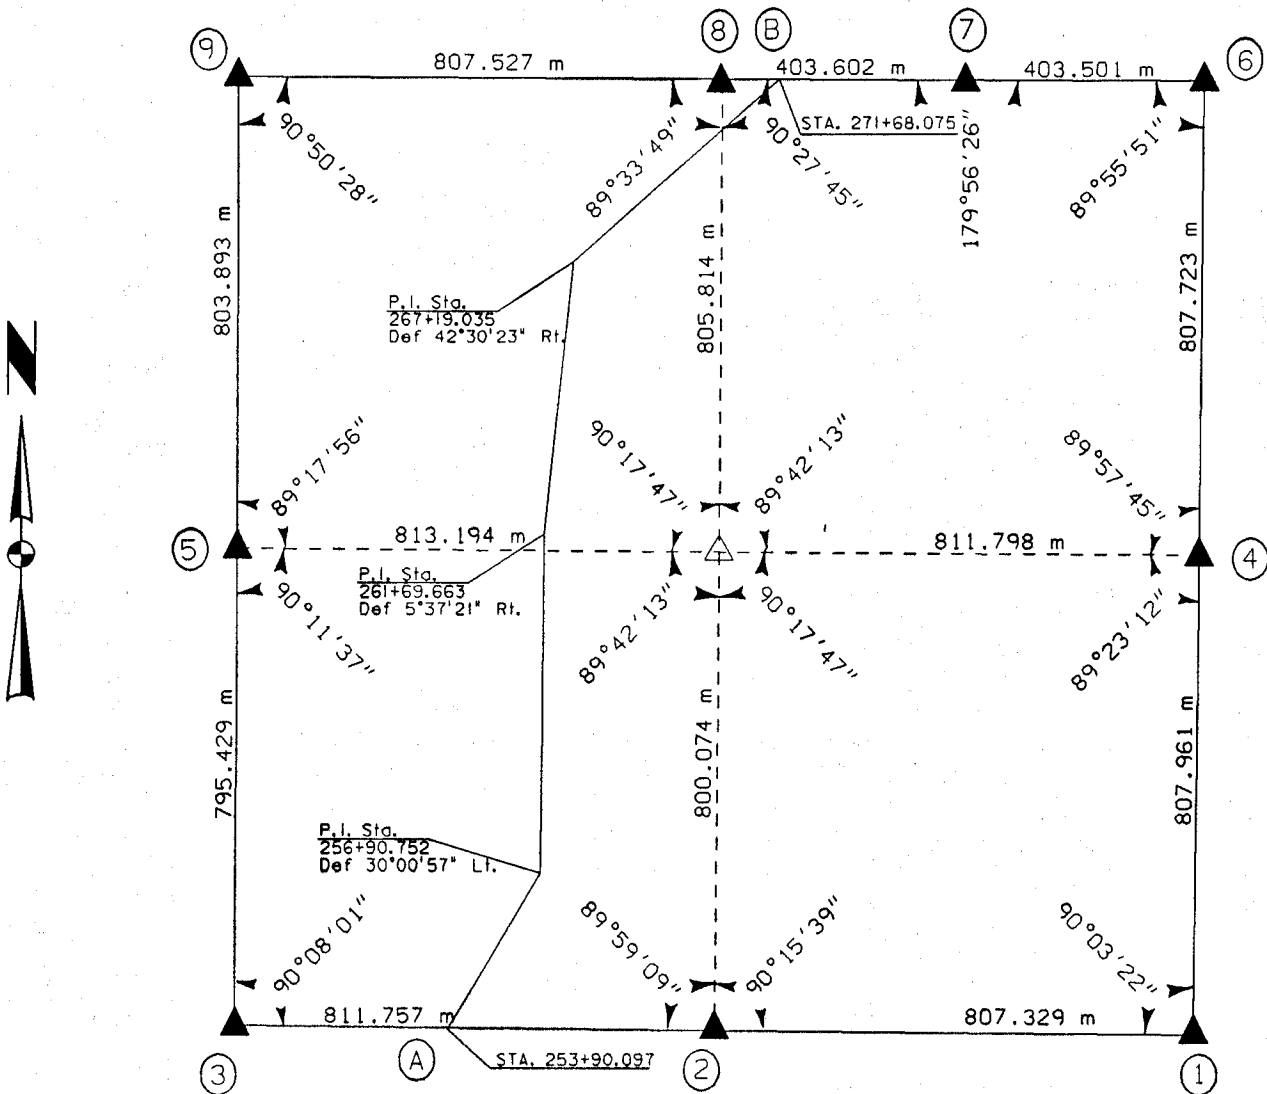 9
8
B
7
6
807.527 m
403.602 m
403.501 m
STA. 271+68.075
90°50'28"
89°33'49"
90°27'45"
179°56'26"
89°55'51"
803.893 m
805.814 m
807.723 m
P.I. Sta.
267+19.035
Def 42°30'23" Rt.
N
89°17'56"
90°17'47"
89°42'13"
89°57'45"
5
813.194 m
811.798 m
4
P.I. Sta.
261+69.663
Def 5°37'21" Rt.
90°11'37"
89°42'13"
90°17'47"
89°23'12"
795.429 m
800.074 m
807.961 m
P.I. Sta.
256+90.752
Def 30°00'57" Lt.
90°08'01"
89°59'09"
90°15'39"
90°03'22"
811.757 m
807.329 m
STA. 253+90.097
3
A
2
1